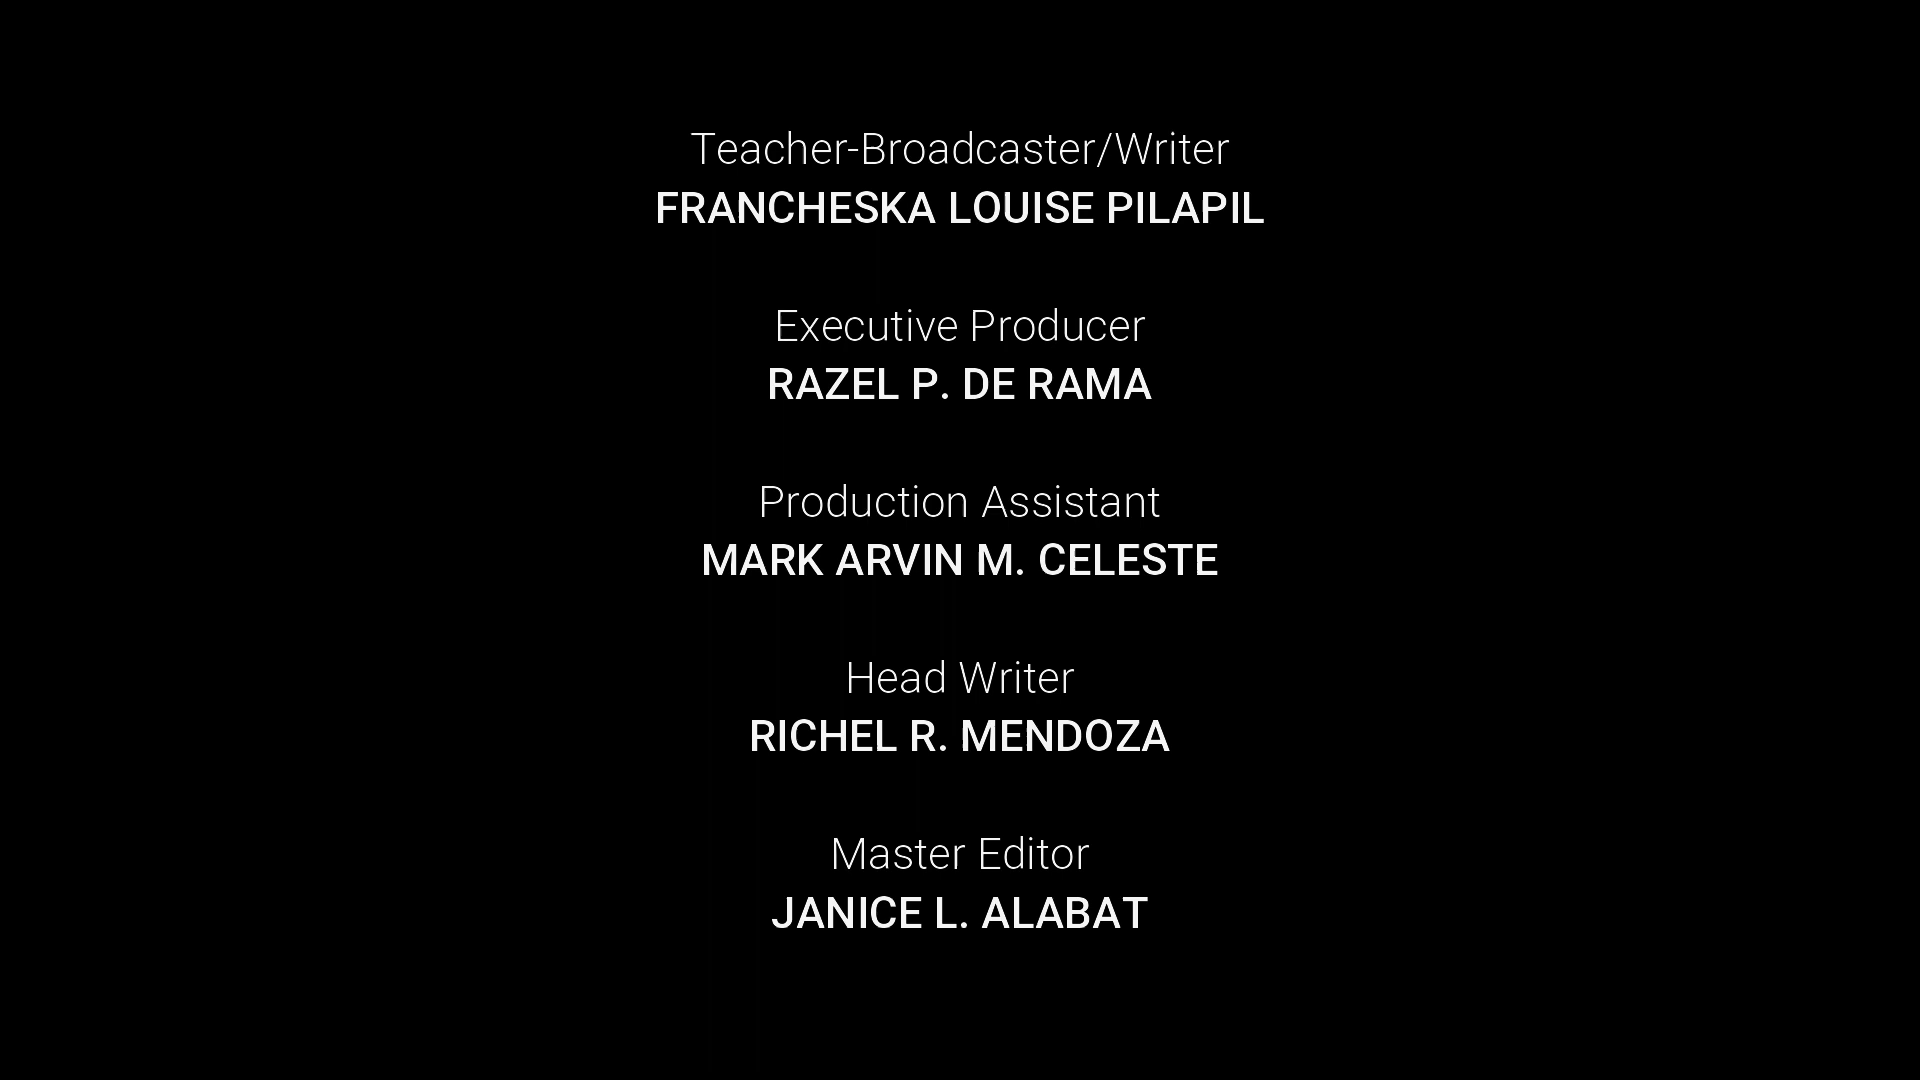 Teacher-Broadcaster/Writer
FRANCHESKA LOUISE PILAPIL
Executive Producer
RAZEL P. DE RAMA
Production Assistant
MARK ARVIN M. CELESTE
Head Writer
RICHEL R. MENDOZA
Master Editor
JANICE L. ALABAT